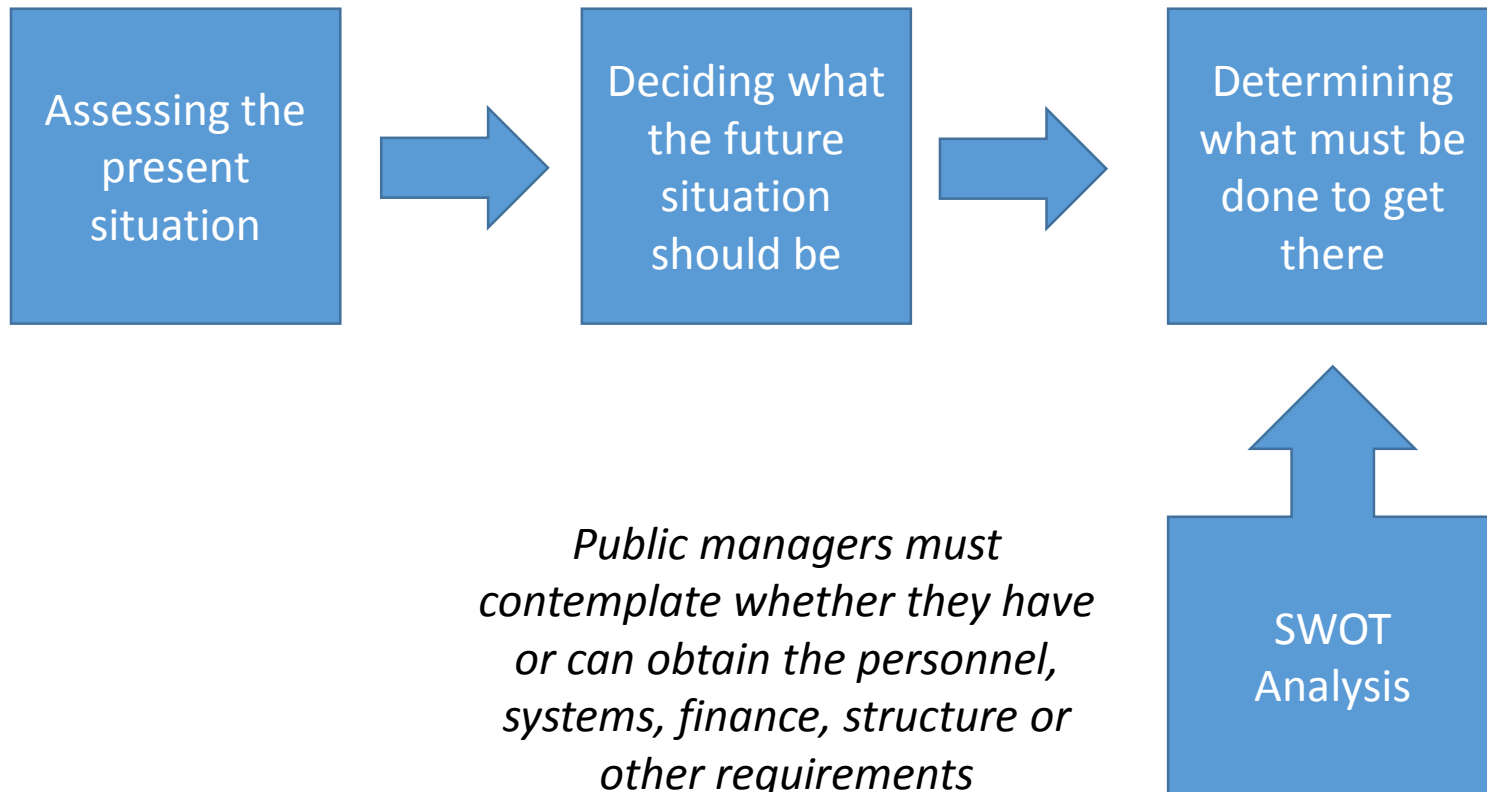 Assessing the
present
situation
Deciding what
the future
situation
should be
Determining
what must be
done to get
there
Public managers must
contemplate whether they have
or can obtain the personnel,
systems, finance, structure or
other requirements
SWOT
Analysis